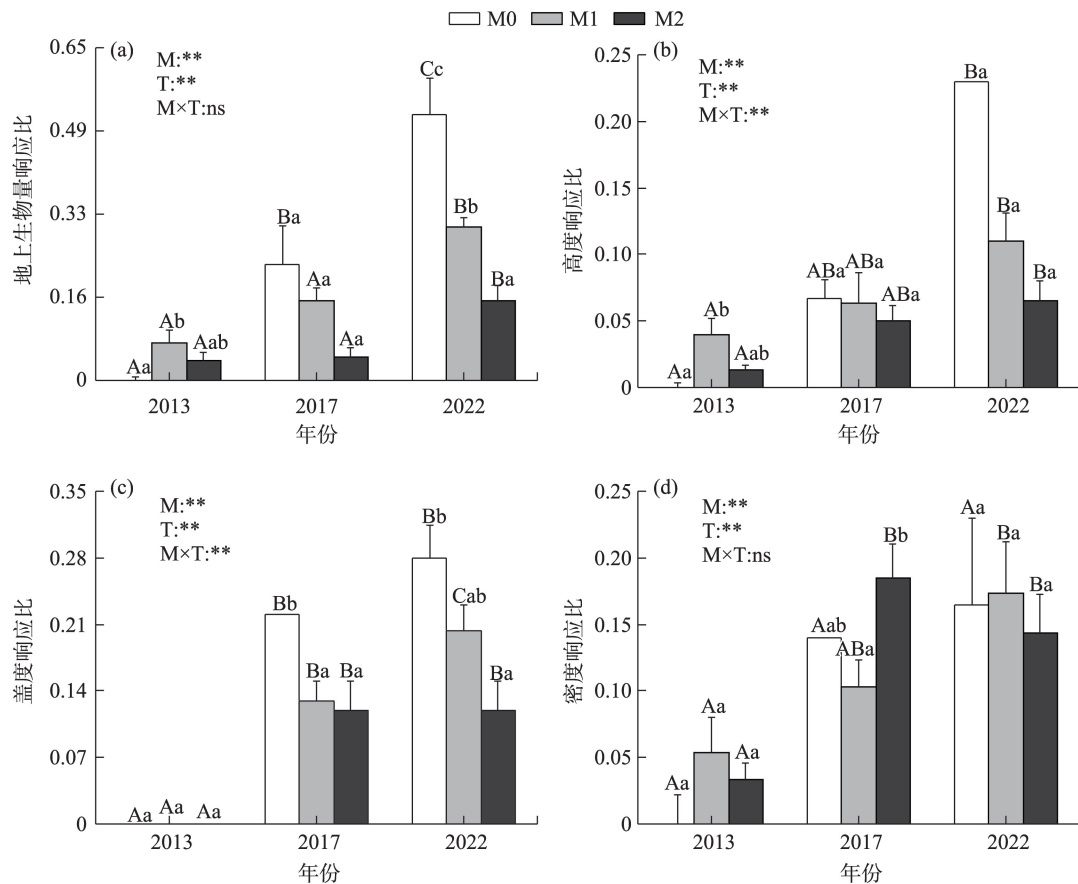 M0 M1 M2
(a)
M:**
T:**
M×T:ns
地上生物量响应比
0.65
0.49
0.33
0.16
0
Aa Ab Aab
Ba Aa Aa
Cc Bb Ba
2013 2017 2022
年份
(b)
M:**
T:**
M×T:**
高度响应比
0.25
0.20
0.15
0.10
0.05
0
Aa Ab Aab
ABa ABa ABa
Ba Ba Ba
2013 2017 2022
年份
(c)
M:**
T:**
M×T:**
盖度响应比
0.35
0.28
0.21
0.14
0.07
0
Aa Aa Aa
Bb Ba Ba
Bb Cab Ba
2013 2017 2022
年份
(d)
M:**
T:**
M×T:ns
密度响应比
0.25
0.20
0.15
0.10
0.05
0
Aa Aa Aa
Aab ABa Bb
Aa Ba Ba
2013 2017 2022
年份